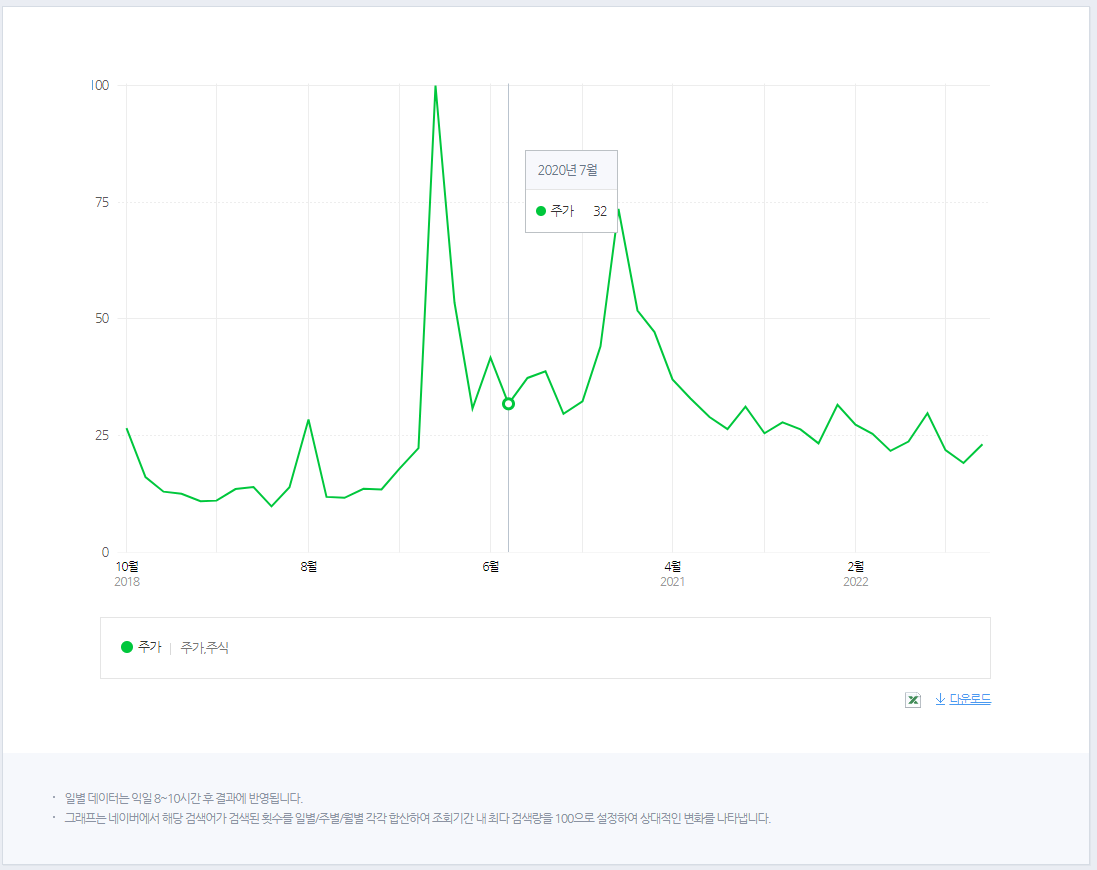 100
2020년 7월
75
주가 32
50
25
0
10월 8월 6월 4월 2월
2018 2021 2022
주가 | 주가,주식
다운로드
· 일별 데이터는 익일 8~10시간 후 결과에 반영됩니다.
· 그래프는 네이버에서 해당 검색어가 검색된 횟수를 일별/주별/월별 각각 합산하여 조회기간 내 최다 검색량을 100으로 설정하여 상대적인 변화를 나타냅니다.